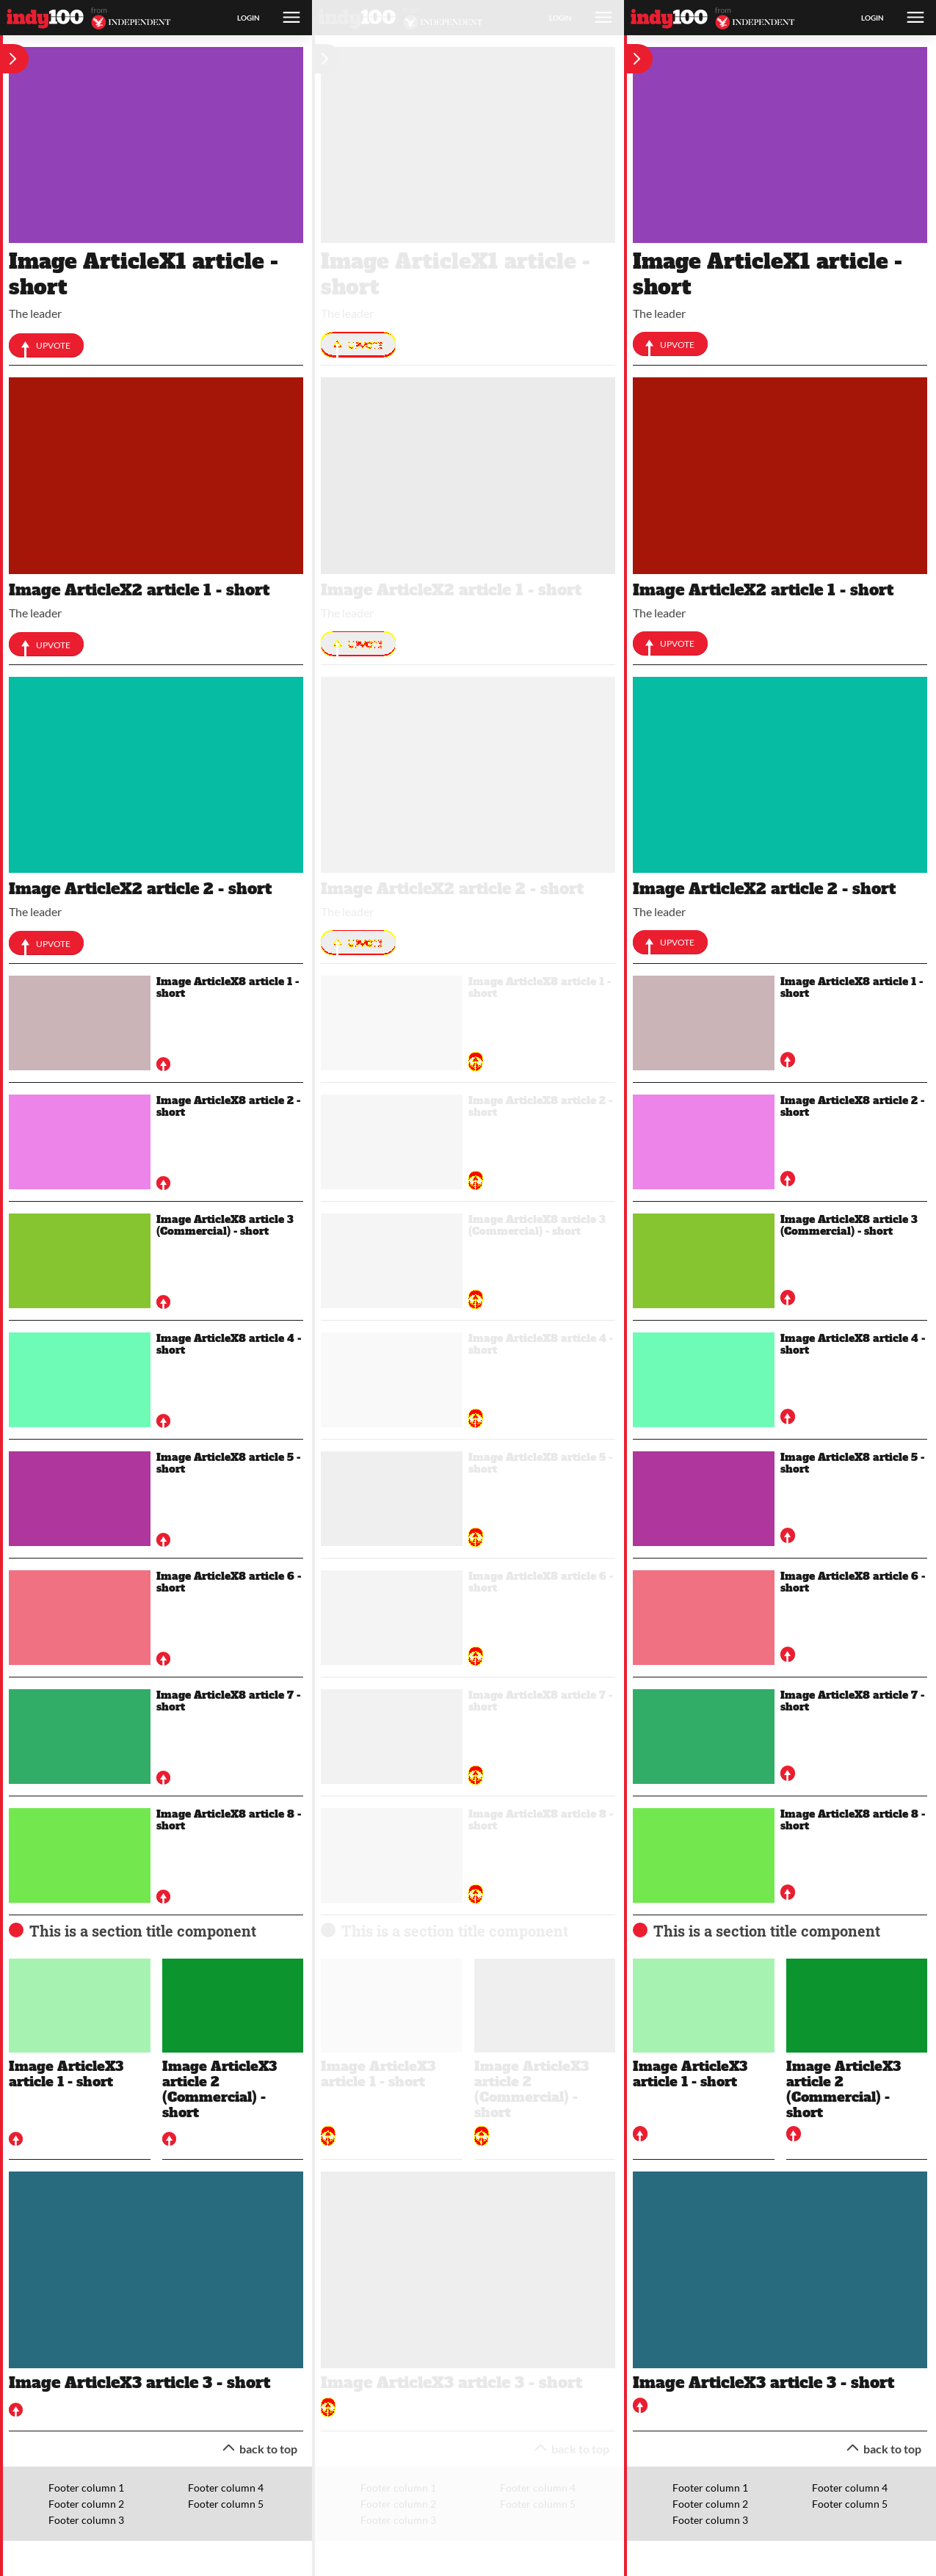 indy100 from INDEPENDENT LOGIN
Image ArticleX1 article -
short
The leader
UPVOTE
Image ArticleX2 article 1 - short
The leader
UPVOTE
Image ArticleX2 article 2 - short
The leader
UPVOTE
Image ArticleX8 article 1 -
short
Image ArticleX8 article 2 -
short
Image ArticleX8 article 3
(Commercial) - short
Image ArticleX8 article 4 -
short
Image ArticleX8 article 5 -
short
Image ArticleX8 article 6 -
short
Image ArticleX8 article 7 -
short
Image ArticleX8 article 8 -
short
This is a section title component
Image ArticleX3
article 1 - short
Image ArticleX3
article 2
(Commercial) -
short
Image ArticleX3 article 3 - short
back to top
Footer column 1
Footer column 2
Footer column 3
Footer column 4
Footer column 5
indy100 from INDEPENDENT LOGIN
Image ArticleX1 article -
short
The leader
UPVOTE
Image ArticleX2 article 1 - short
The leader
UPVOTE
Image ArticleX2 article 2 - short
The leader
UPVOTE
Image ArticleX8 article 1 -
short
Image ArticleX8 article 2 -
short
Image ArticleX8 article 3
(Commercial) - short
Image ArticleX8 article 4 -
short
Image ArticleX8 article 5 -
short
Image ArticleX8 article 6 -
short
Image ArticleX8 article 7 -
short
Image ArticleX8 article 8 -
short
This is a section title component
Image ArticleX3
article 1 - short
Image ArticleX3
article 2
(Commercial) -
short
Image ArticleX3 article 3 - short
back to top
Footer column 1
Footer column 2
Footer column 3
Footer column 4
Footer column 5
indy100 from INDEPENDENT LOGIN
Image ArticleX1 article -
short
The leader
UPVOTE
Image ArticleX2 article 1 - short
The leader
UPVOTE
Image ArticleX2 article 2 - short
The leader
UPVOTE
Image ArticleX8 article 1 -
short
Image ArticleX8 article 2 -
short
Image ArticleX8 article 3
(Commercial) - short
Image ArticleX8 article 4 -
short
Image ArticleX8 article 5 -
short
Image ArticleX8 article 6 -
short
Image ArticleX8 article 7 -
short
Image ArticleX8 article 8 -
short
This is a section title component
Image ArticleX3
article 1 - short
Image ArticleX3
article 2
(Commercial) -
short
Image ArticleX3 article 3 - short
back to top
Footer column 1
Footer column 2
Footer column 3
Footer column 4
Footer column 5